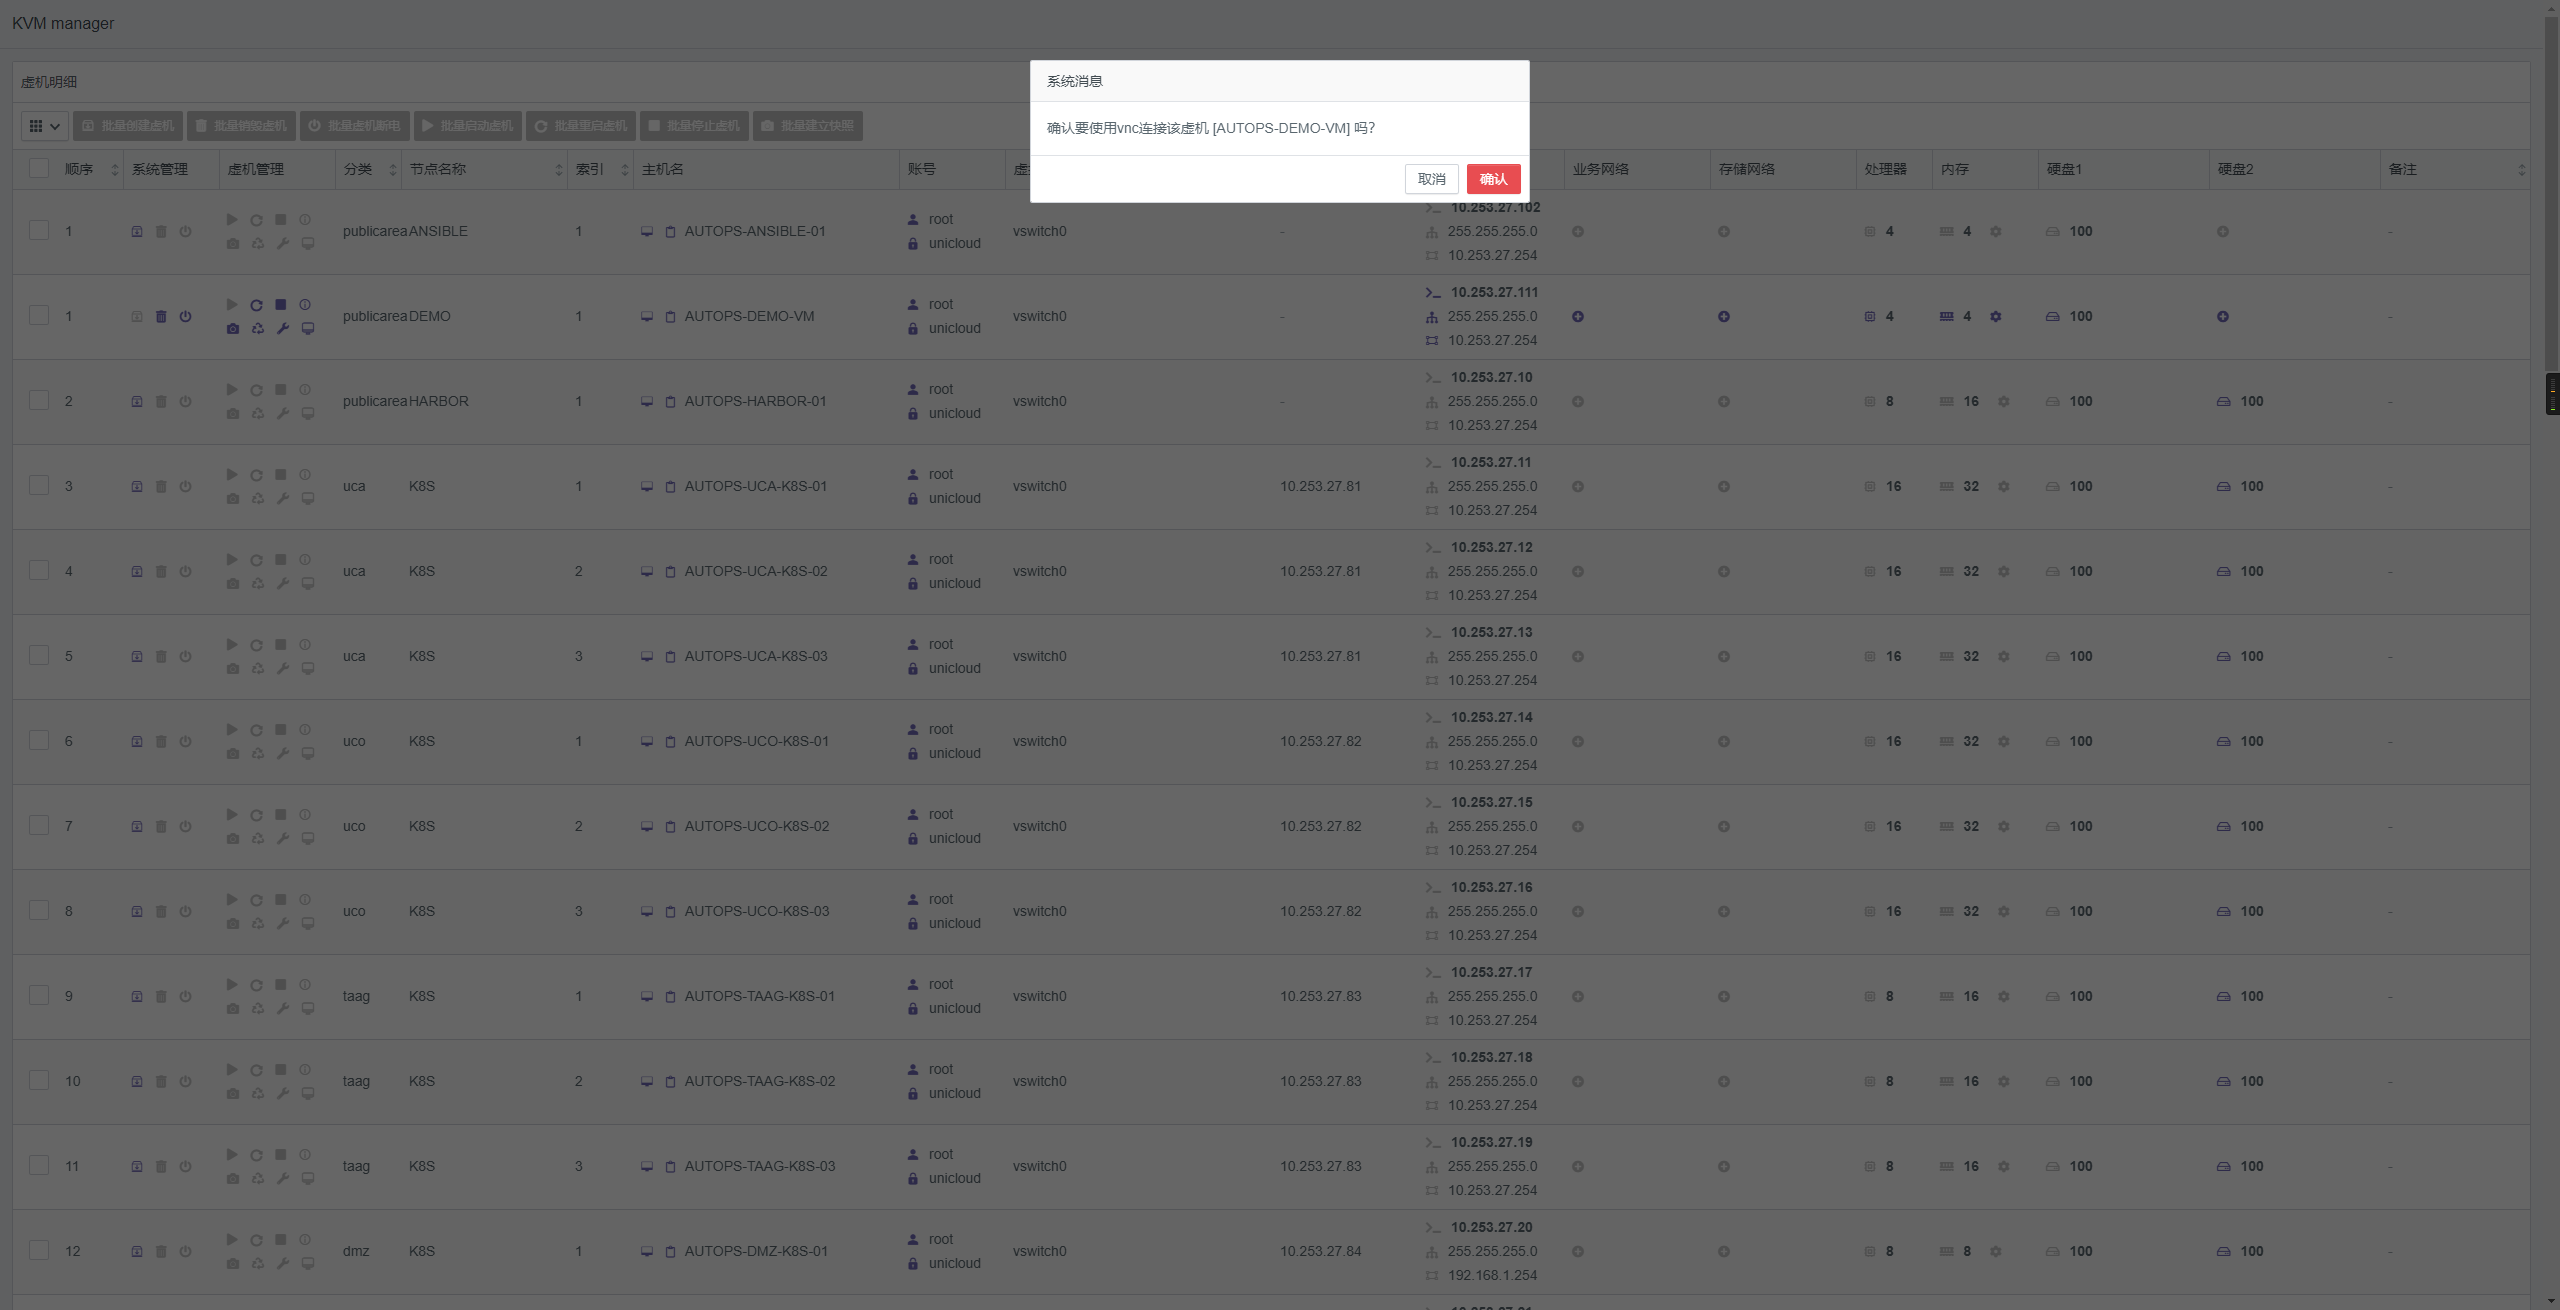 KVM manager
虚机明细
系统消息
确认要使用vnc连接该虚机 [AUTOPS-DEMO-VM] 吗?
取消 确认
批量创建虚机 批量销毁虚机 批量虚机断电 批量启动虚机 批量重启虚机 批量停止虚机 批量建立快照
顺序 系统管理 虚机管理 分类 节点名称 索引 主机名 账号 业务网络 存储网络 处理器 内存 硬盘1 硬盘2 备注
root 10.253.27.102
1 publicarea ANSIBLE 1 AUTOPS-ANSIBLE-01 vswitch0 - 255.255.255.0 4 4 100 -
unicloud 10.253.27.254
root 10.253.27.111
1 publicarea DEMO 1 AUTOPS-DEMO-VM vswitch0 - 255.255.255.0 4 4 100 -
unicloud 10.253.27.254
root 10.253.27.10
2 publicarea HARBOR 1 AUTOPS-HARBOR-01 vswitch0 - 255.255.255.0 8 16 100 100 -
unicloud 10.253.27.254
root 10.253.27.11
3 uca K8S 1 AUTOPS-UCA-K8S-01 vswitch0 10.253.27.81 255.255.255.0 16 32 100 100 -
unicloud 10.253.27.254
root 10.253.27.12
4 uca K8S 2 AUTOPS-UCA-K8S-02 vswitch0 10.253.27.81 255.255.255.0 16 32 100 100 -
unicloud 10.253.27.254
root 10.253.27.13
5 uca K8S 3 AUTOPS-UCA-K8S-03 vswitch0 10.253.27.81 255.255.255.0 16 32 100 100 -
unicloud 10.253.27.254
root 10.253.27.14
6 uco K8S 1 AUTOPS-UCO-K8S-01 vswitch0 10.253.27.82 255.255.255.0 16 32 100 100 -
unicloud 10.253.27.254
root 10.253.27.15
7 uco K8S 2 AUTOPS-UCO-K8S-02 vswitch0 10.253.27.82 255.255.255.0 16 32 100 100 -
unicloud 10.253.27.254
root 10.253.27.16
8 uco K8S 3 AUTOPS-UCO-K8S-03 vswitch0 10.253.27.82 255.255.255.0 16 32 100 100 -
unicloud 10.253.27.254
root 10.253.27.17
9 taag K8S 1 AUTOPS-TAAG-K8S-01 vswitch0 10.253.27.83 255.255.255.0 8 16 100 100 -
unicloud 10.253.27.254
root 10.253.27.18
10 taag K8S 2 AUTOPS-TAAG-K8S-02 vswitch0 10.253.27.83 255.255.255.0 8 16 100 100 -
unicloud 10.253.27.254
root 10.253.27.19
11 taag K8S 3 AUTOPS-TAAG-K8S-03 vswitch0 10.253.27.83 255.255.255.0 8 16 100 100 -
unicloud 10.253.27.254
root 10.253.27.20
12 dmz K8S 1 AUTOPS-DMZ-K8S-01 vswitch0 10.253.27.84 255.255.255.0 8 8 100 100 -
unicloud 192.168.1.254